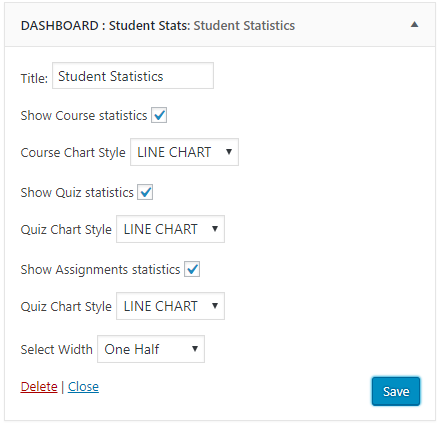 DASHBOARD : Student Stats: Student Statistics
Title: Student Statistics
Show Course statistics
Course Chart Style LINE CHART
Show Quiz statistics
Quiz Chart Style LINE CHART
Show Assignments statistics
Quiz Chart Style LINE CHART
Select Width One Half
Delete | Close Save